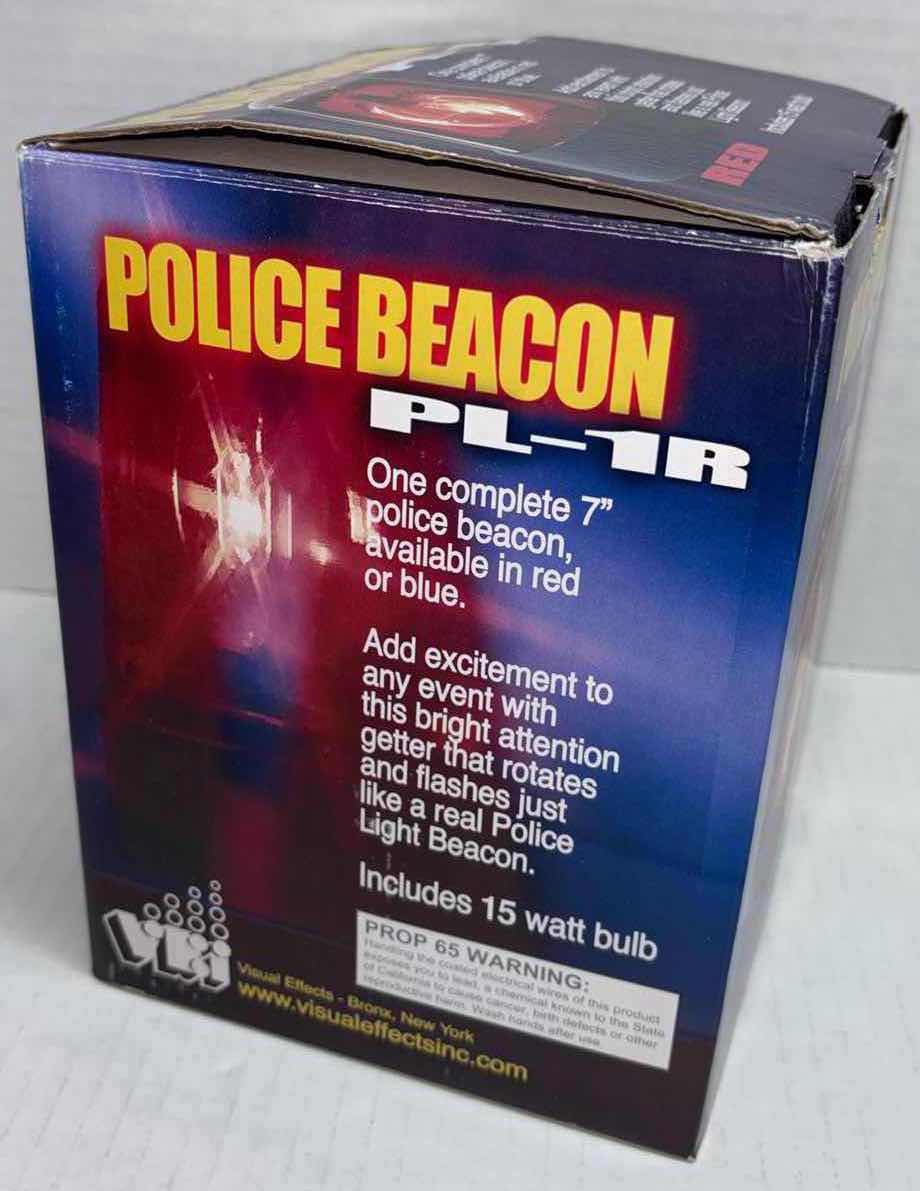 RED
POLICE BEACON
PL-1R
One complete 7”
police beacon,
available in red
or blue.
Add excitement to
any event with
this bright attention
getter that rotates
and flashes just
like a real Police
Light Beacon.
Includes 15 watt bulb
PROP 65 WARNING:
Handling the coated electrical wires of this product
exposes you to lead, a chemical known to the State
of California to cause cancer, birth defects or other
reproductive harm. Wash hands after use.
Visual Effects - Bronx, New York
www.visualeffectsinc.com